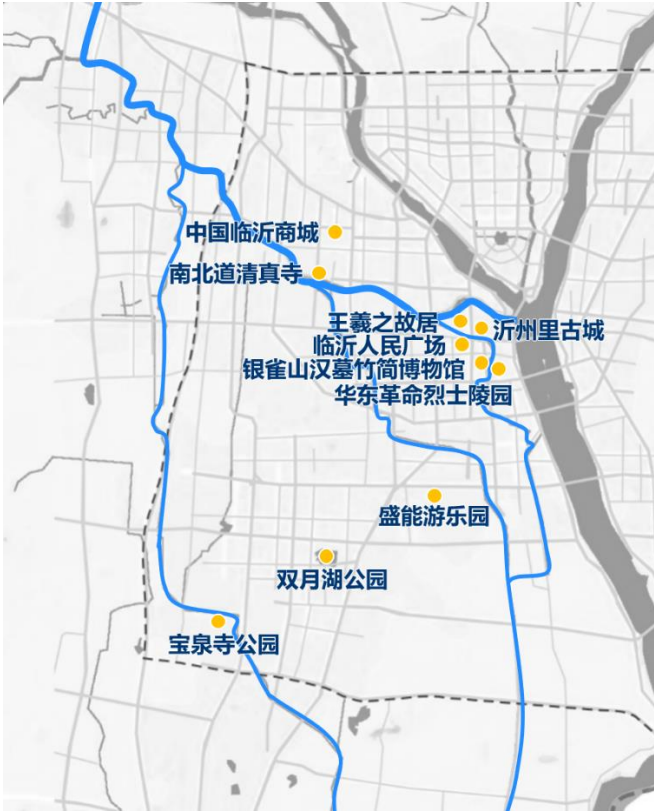 中国临沂商城
南北道清真寺
王羲之故居
沂州里古城
临沂人民广场
银雀山汉墓竹简博物馆
华东革命烈士陵园
盛能游乐园
双月湖公园
宝泉寺公园